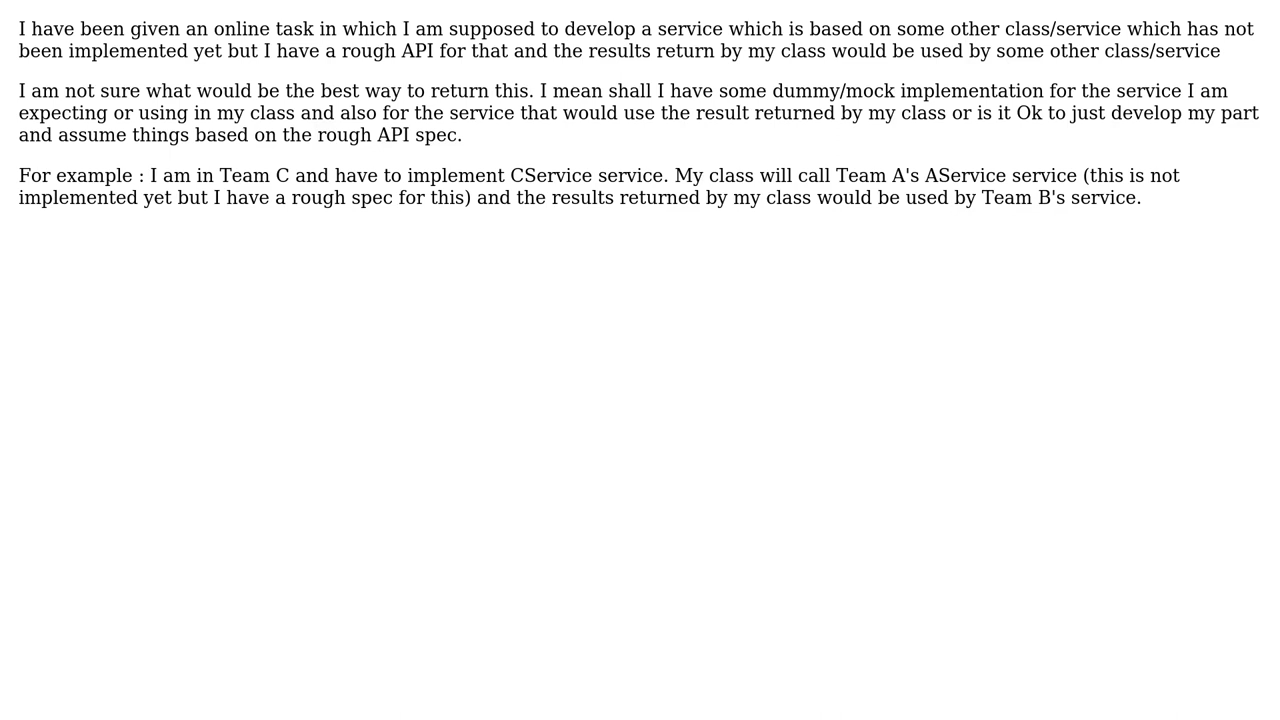 I have been given an online task in which I am supposed to develop a service which is based on some other class/service which has not
been implemented yet but I have a rough API for that and the results return by my class would be used by some other class/service
I am not sure what would be the best way to return this. I mean shall I have some dummy/mock implementation for the service I am
expecting or using in my class and also for the service that would use the result returned by my class or is it Ok to just develop my part
and assume things based on the rough API spec.
For example : I am in Team C and have to implement CService service. My class will call Team A's AService service (this is not
implemented yet but I have a rough spec for this) and the results returned by my class would be used by Team B's service.